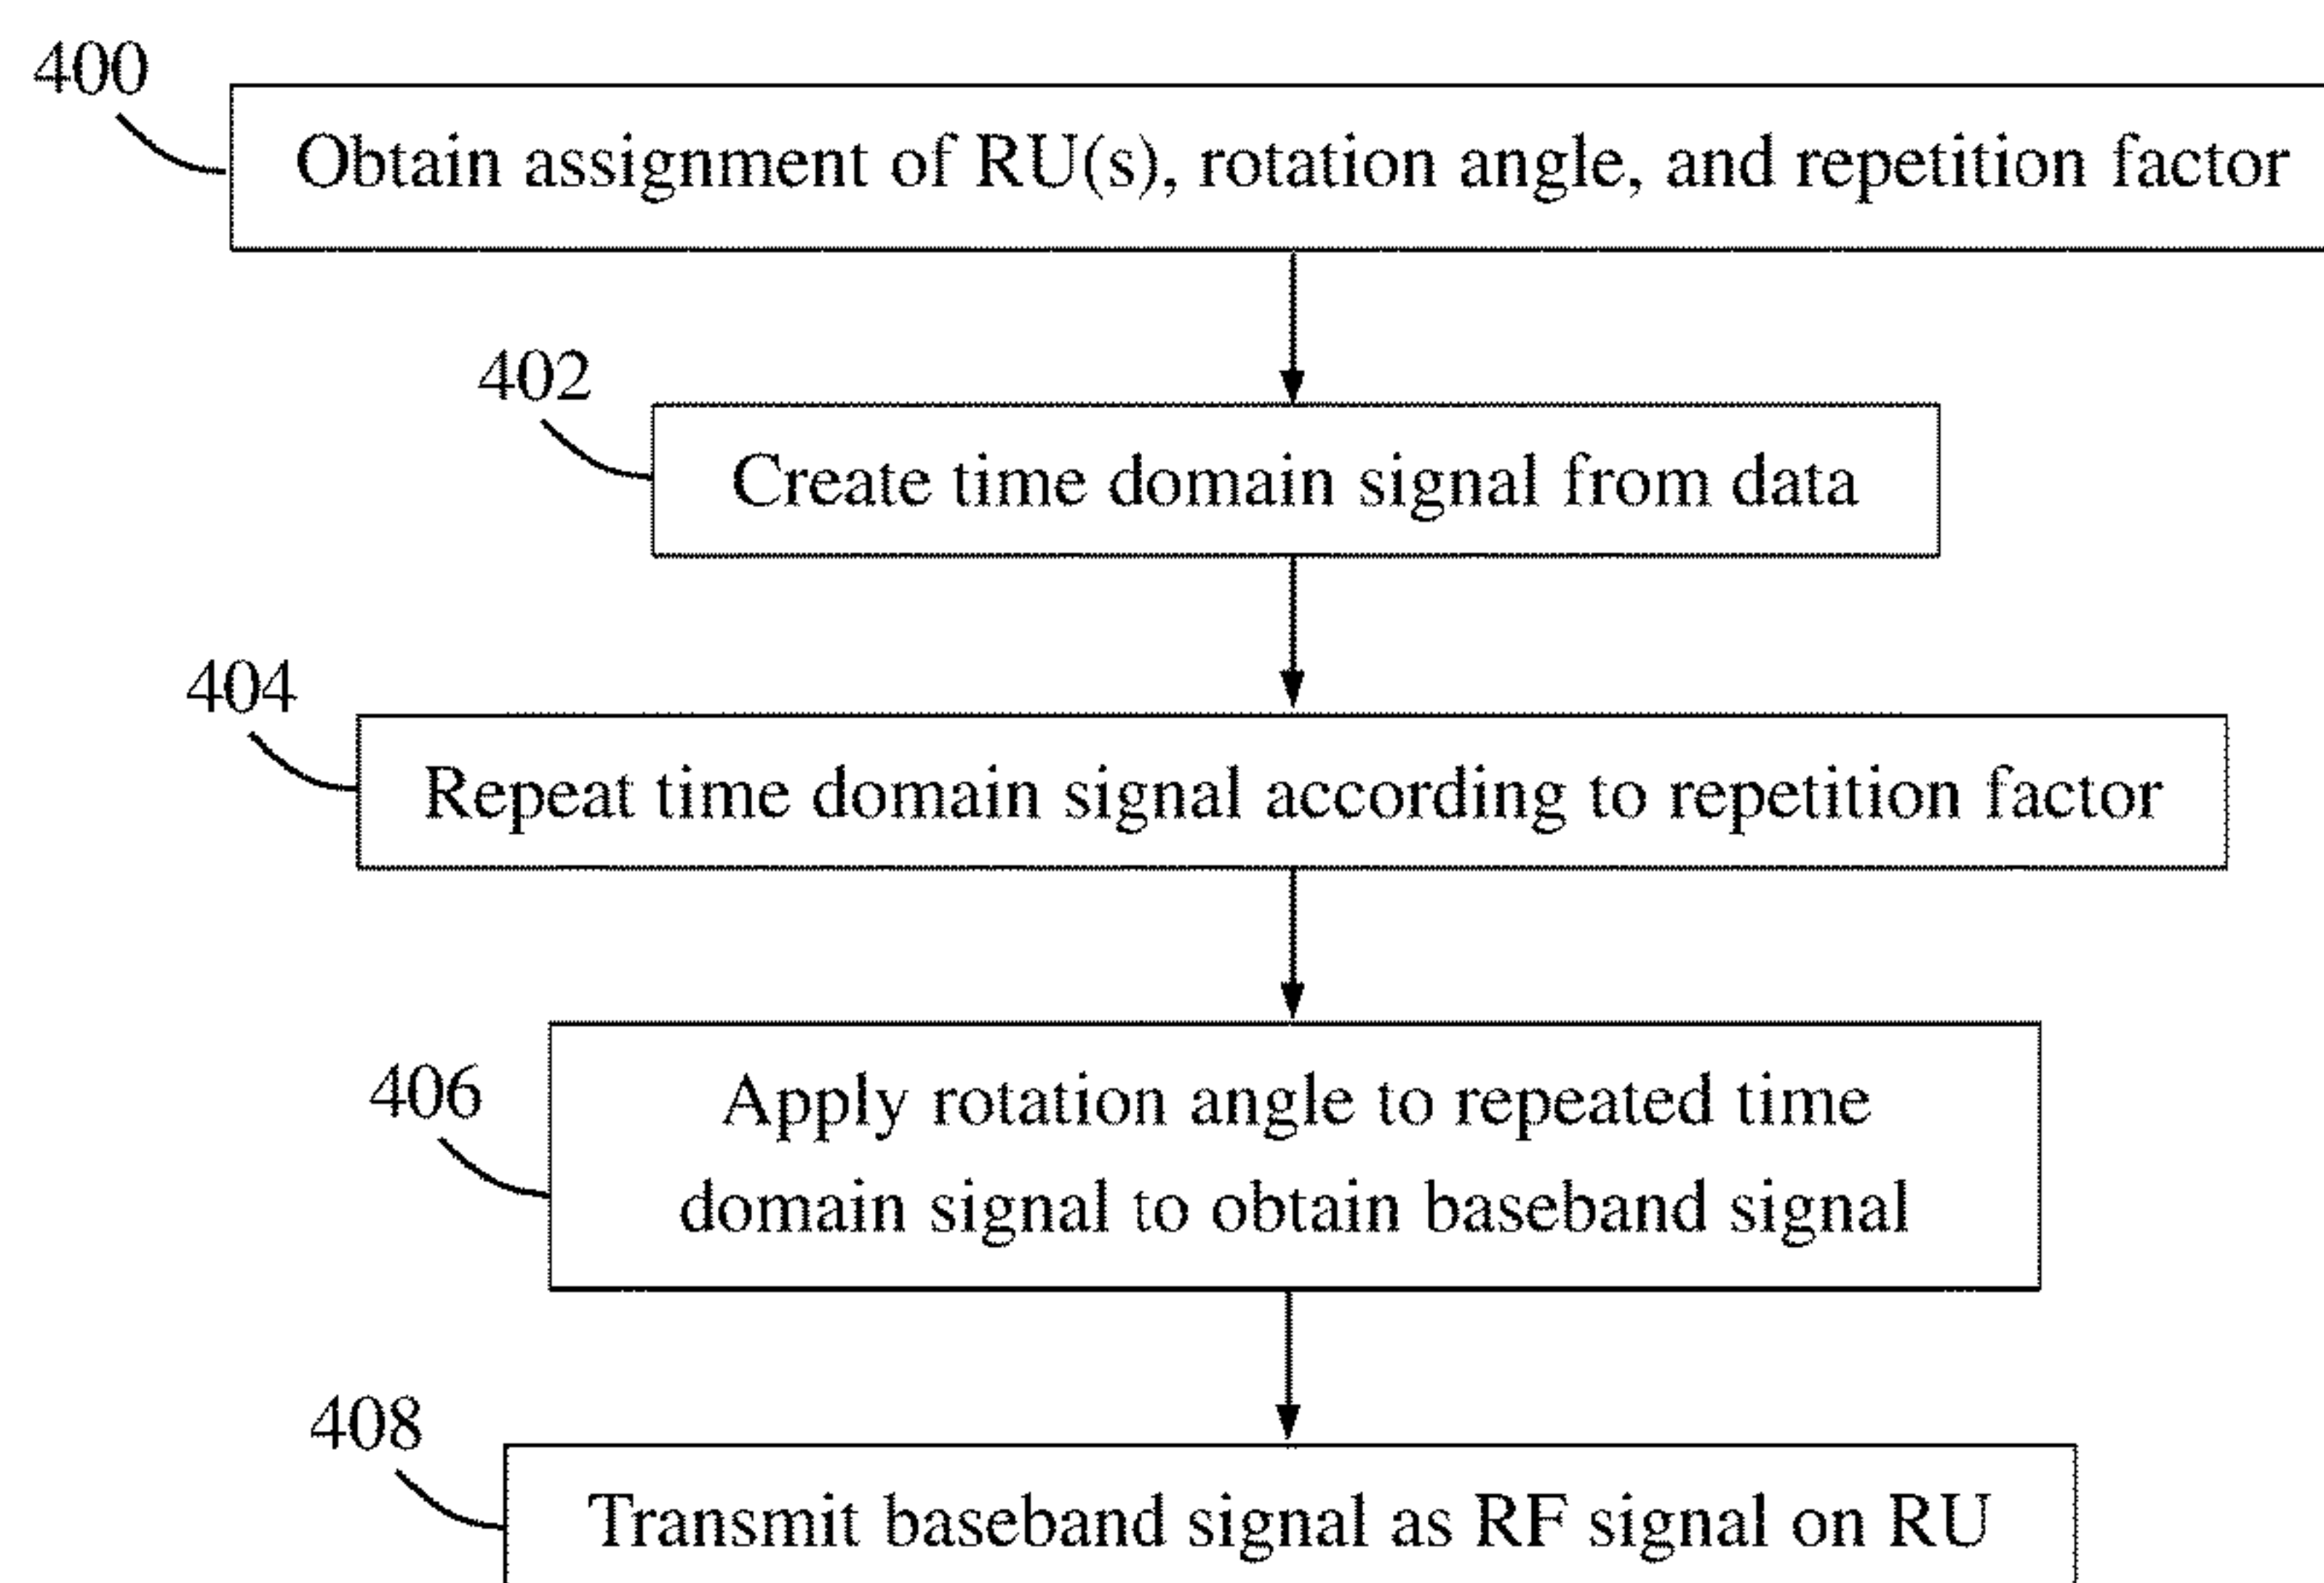 400
Obtain assignment of RU(s), rotation angle, and repetition factor
402
Create time domain signal from data
404
Repeat time domain signal according to repetition factor
406
Apply rotation angle to repeated time
domain signal to obtain baseband signal
408
Transmit baseband signal as RF signal on RU